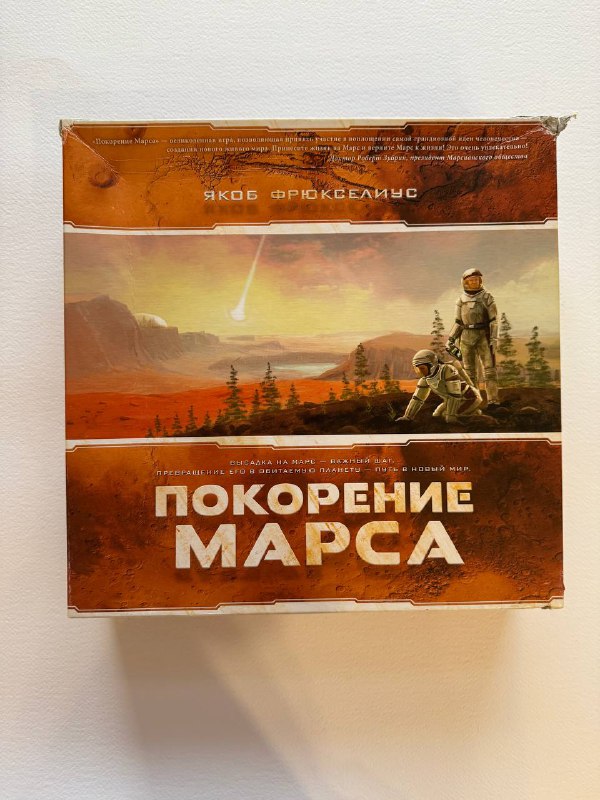 «Покорение Марса» — великолепная игра, позволяющая принять участие в воплощении самой грандиозной идеи человечества —
создании нового живого мира. Принесите жизнь на Марс и верните Марс к жизни! Это очень увлекательно!
Доктор Роберт Зубрин, президент Марсианского общества
ЯКОБ ФРЮКСЕЛИУС
ВЫСАДКА НА МАРС — ВАЖНЫЙ ШАГ.
ПРЕВРАЩЕНИЕ ЕГО В ОБИТАЕМУЮ ПЛАНЕТУ — ПУТЬ В НОВЫЙ МИР.
ПОКОРЕНИЕ
МАРСА